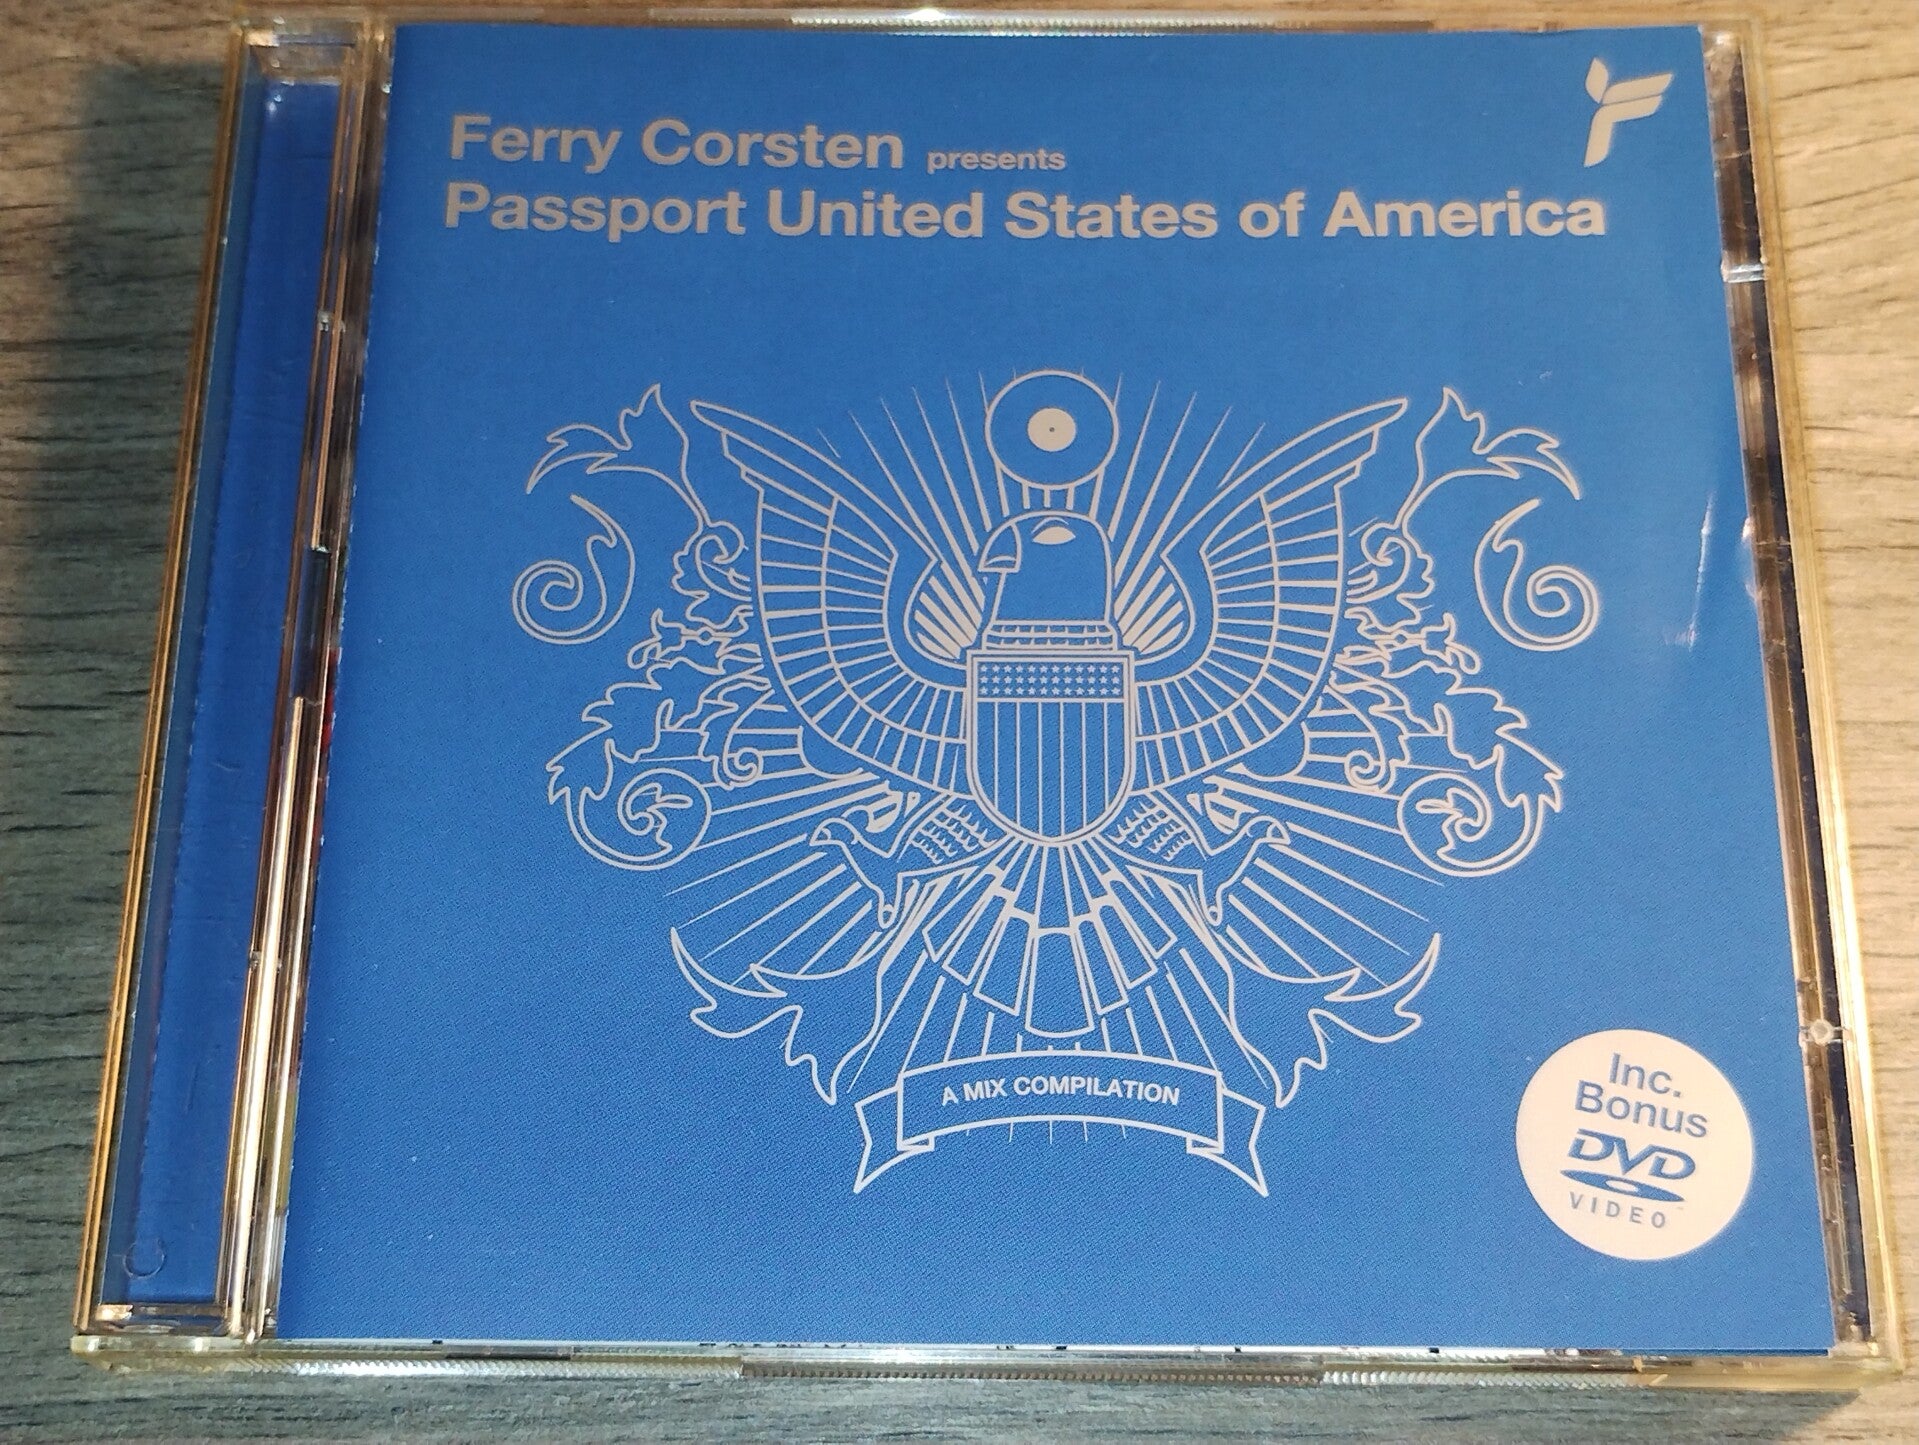 Ferry Corsten presents
Passport United States of America
A MIX COMPILATION
Inc.
Bonus
DVD
VIDEO